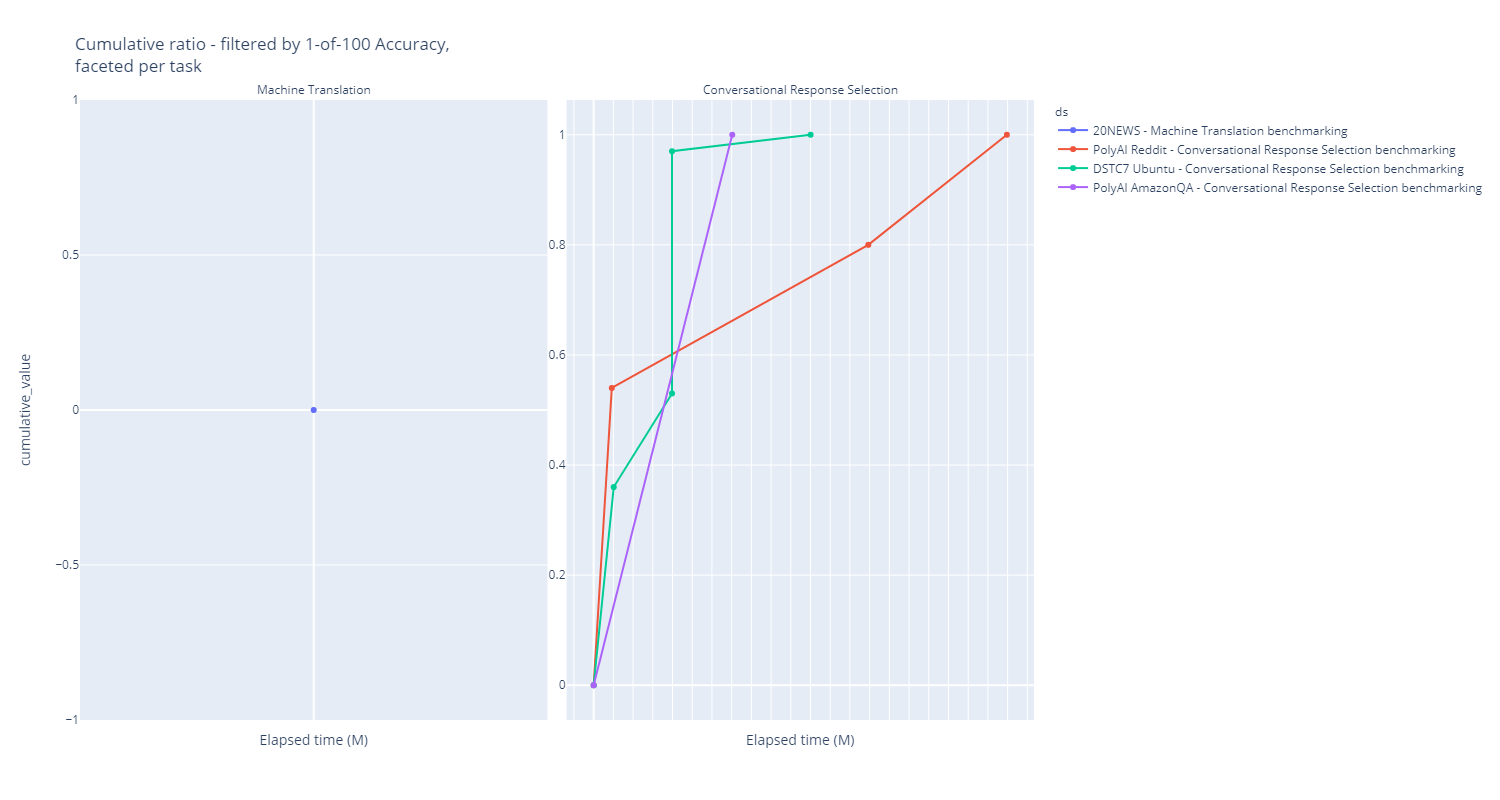 Cumulative ratio - filtered by 1-of-100 Accuracy,
faceted per task
Machine Translation
Conversational Response Selection
cumulative_value
1
0.5
0
−0.5
−1
1
0.8
0.6
0.4
0.2
0
Elapsed time (M)
Elapsed time (M)
ds
20NEWS - Machine Translation benchmarking
PolyAI Reddit - Conversational Response Selection benchmarking
DSTC7 Ubuntu - Conversational Response Selection benchmarking
PolyAI AmazonQA - Conversational Response Selection benchmarking